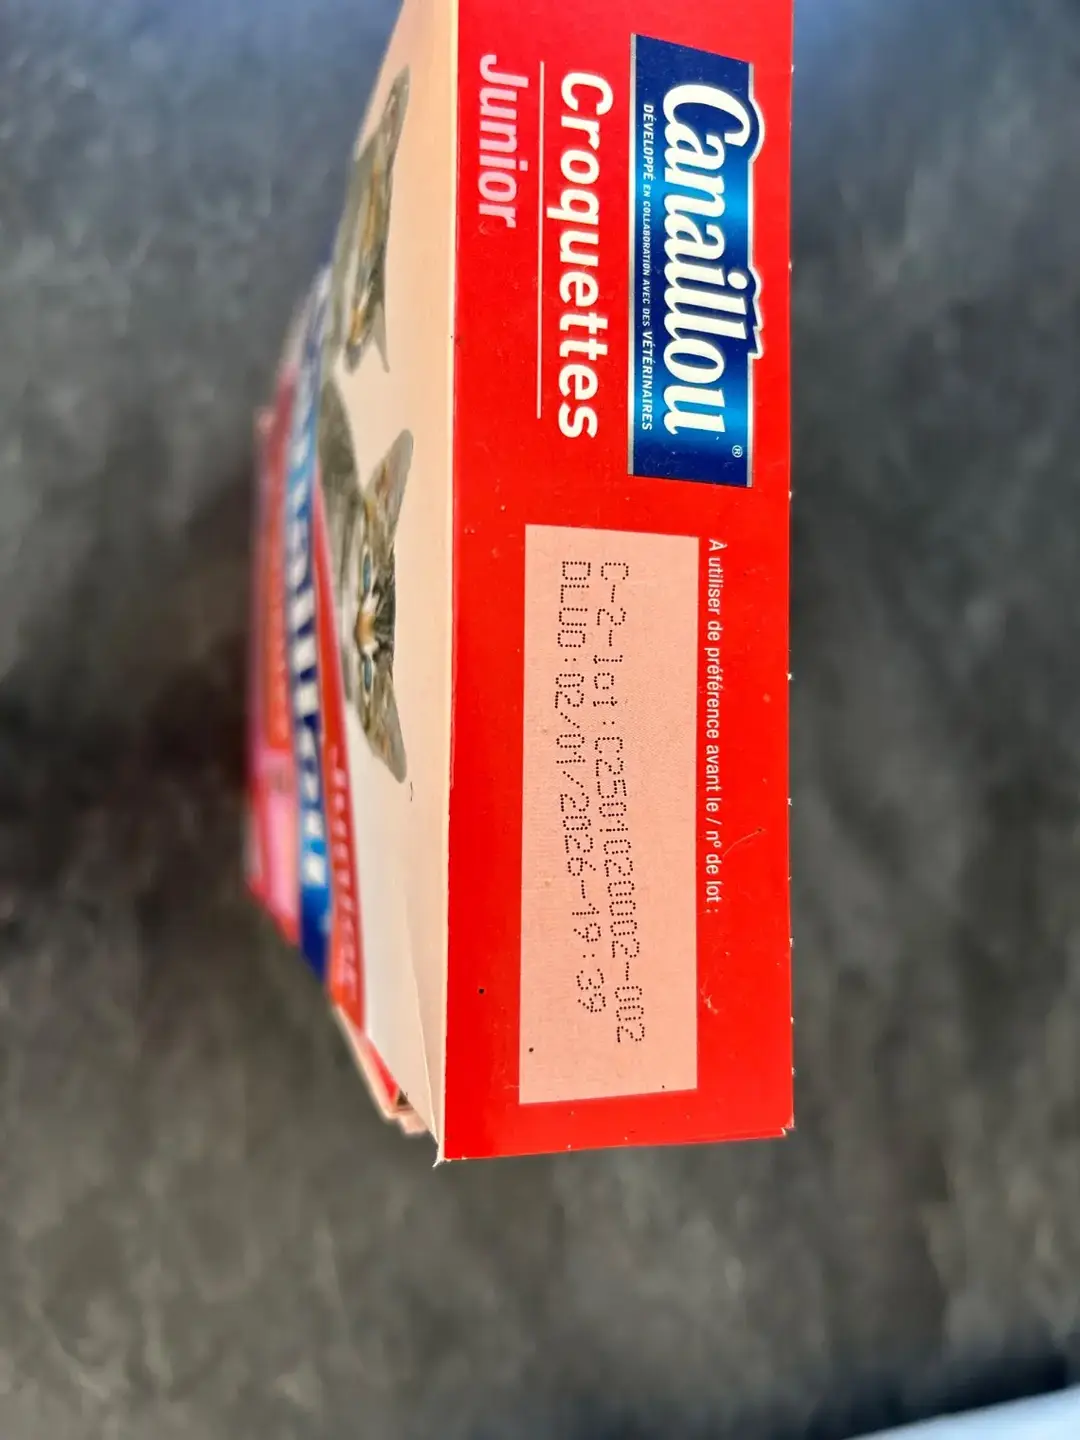 Canaillou®
DÉVELOPPÉ EN COLLABORATION AVEC DES VÉTÉRINAIRES
Croquettes
Junior
À utiliser de préférence avant le / n° de lot :
C-2-lot:C2501020002-002
DLUO:02/01/2026-19:39